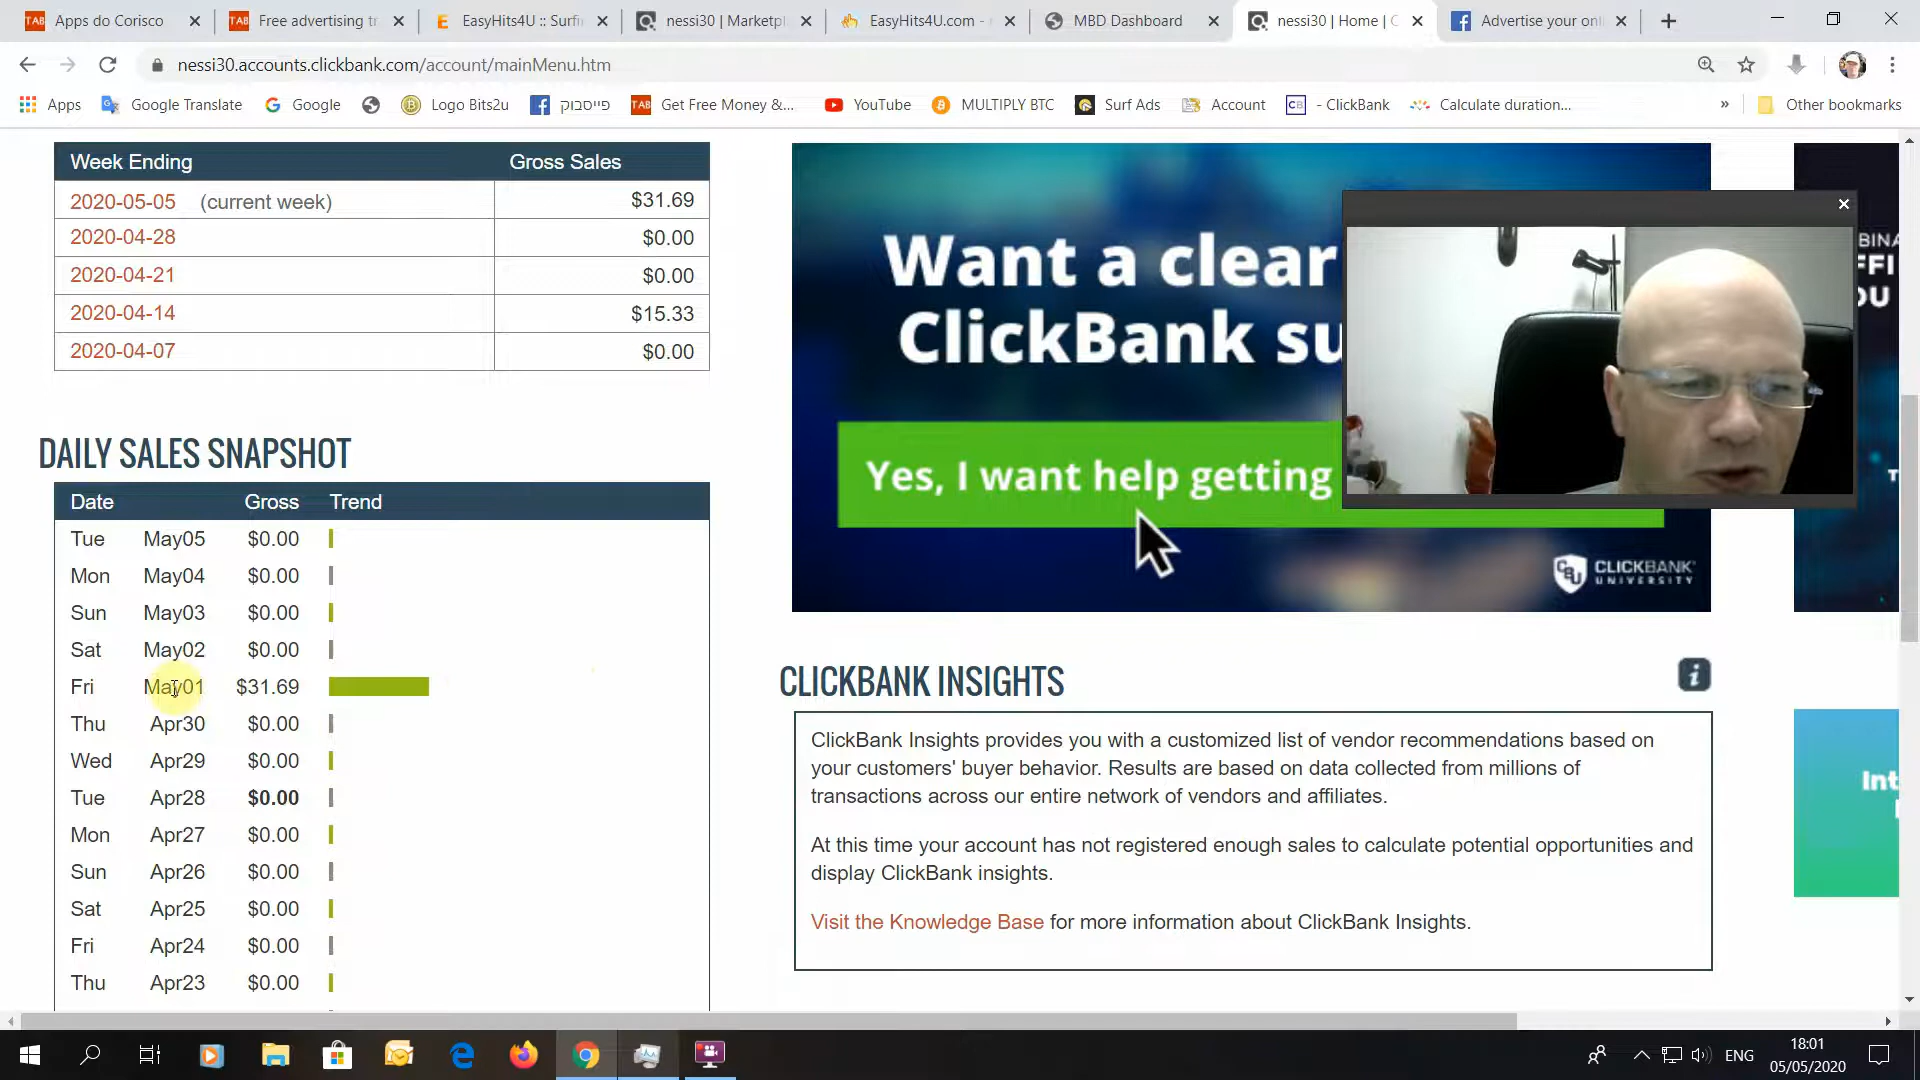 Apps do Corisco
Free advertising tr
EasyHits4U :: Surfi
nessi30 | Marketpl
EasyHits4U.com -
MBD Dashboard
nessi30 | Home | C
Advertise your onl
nessi30.accounts.clickbank.com/account/mainMenu.htm
Apps
Google Translate
Google
Logo Bits2u
פייסבוק
Get Free Money &...
YouTube
MULTIPLY BTC
Surf Ads
Account
- ClickBank
Calculate duration...
»
Other bookmarks
Week Ending Gross Sales
2020-05-05 (current week) $31.69
2020-04-28 $0.00
2020-04-21 $0.00
2020-04-14 $15.33
2020-04-07 $0.00
DAILY SALES SNAPSHOT
Date Gross Trend
Tue May05 $0.00
Mon May04 $0.00
Sun May03 $0.00
Sat May02 $0.00
Fri May01 $31.69
Thu Apr30 $0.00
Wed Apr29 $0.00
Tue Apr28 $0.00
Mon Apr27 $0.00
Sun Apr26 $0.00
Sat Apr25 $0.00
Fri Apr24 $0.00
Thu Apr23 $0.00
Want a clear
ClickBank su
Yes, I want help getting
CBU CLICKBANK
UNIVERSITY
CLICKBANK INSIGHTS
ClickBank Insights provides you with a customized list of vendor recommendations based on
your customers' buyer behavior. Results are based on data collected from millions of
transactions across our entire network of vendors and affiliates.
At this time your account has not registered enough sales to calculate potential opportunities and
display ClickBank insights.
Visit the Knowledge Base for more information about ClickBank Insights.
BINA
FFI
OU
T
Int
ENG
18:01
05/05/2020